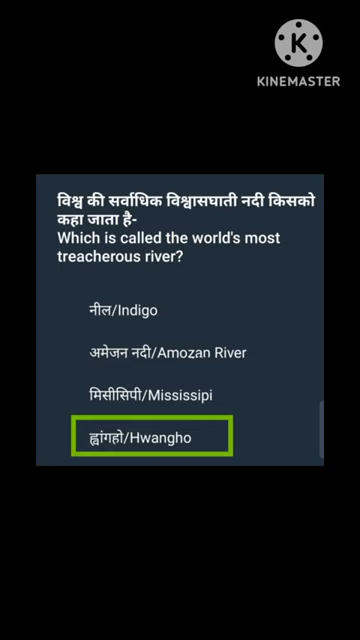 KINEMASTER
विश्व की सर्वाधिक विश्वासघाती नदी किसको
कहा जाता है-
Which is called the world's most
treacherous river?
नील/Indigo
अमेजन नदी/Amozan River
मिसीसिपी/Mississipi
ह्वांगहो/Hwangho